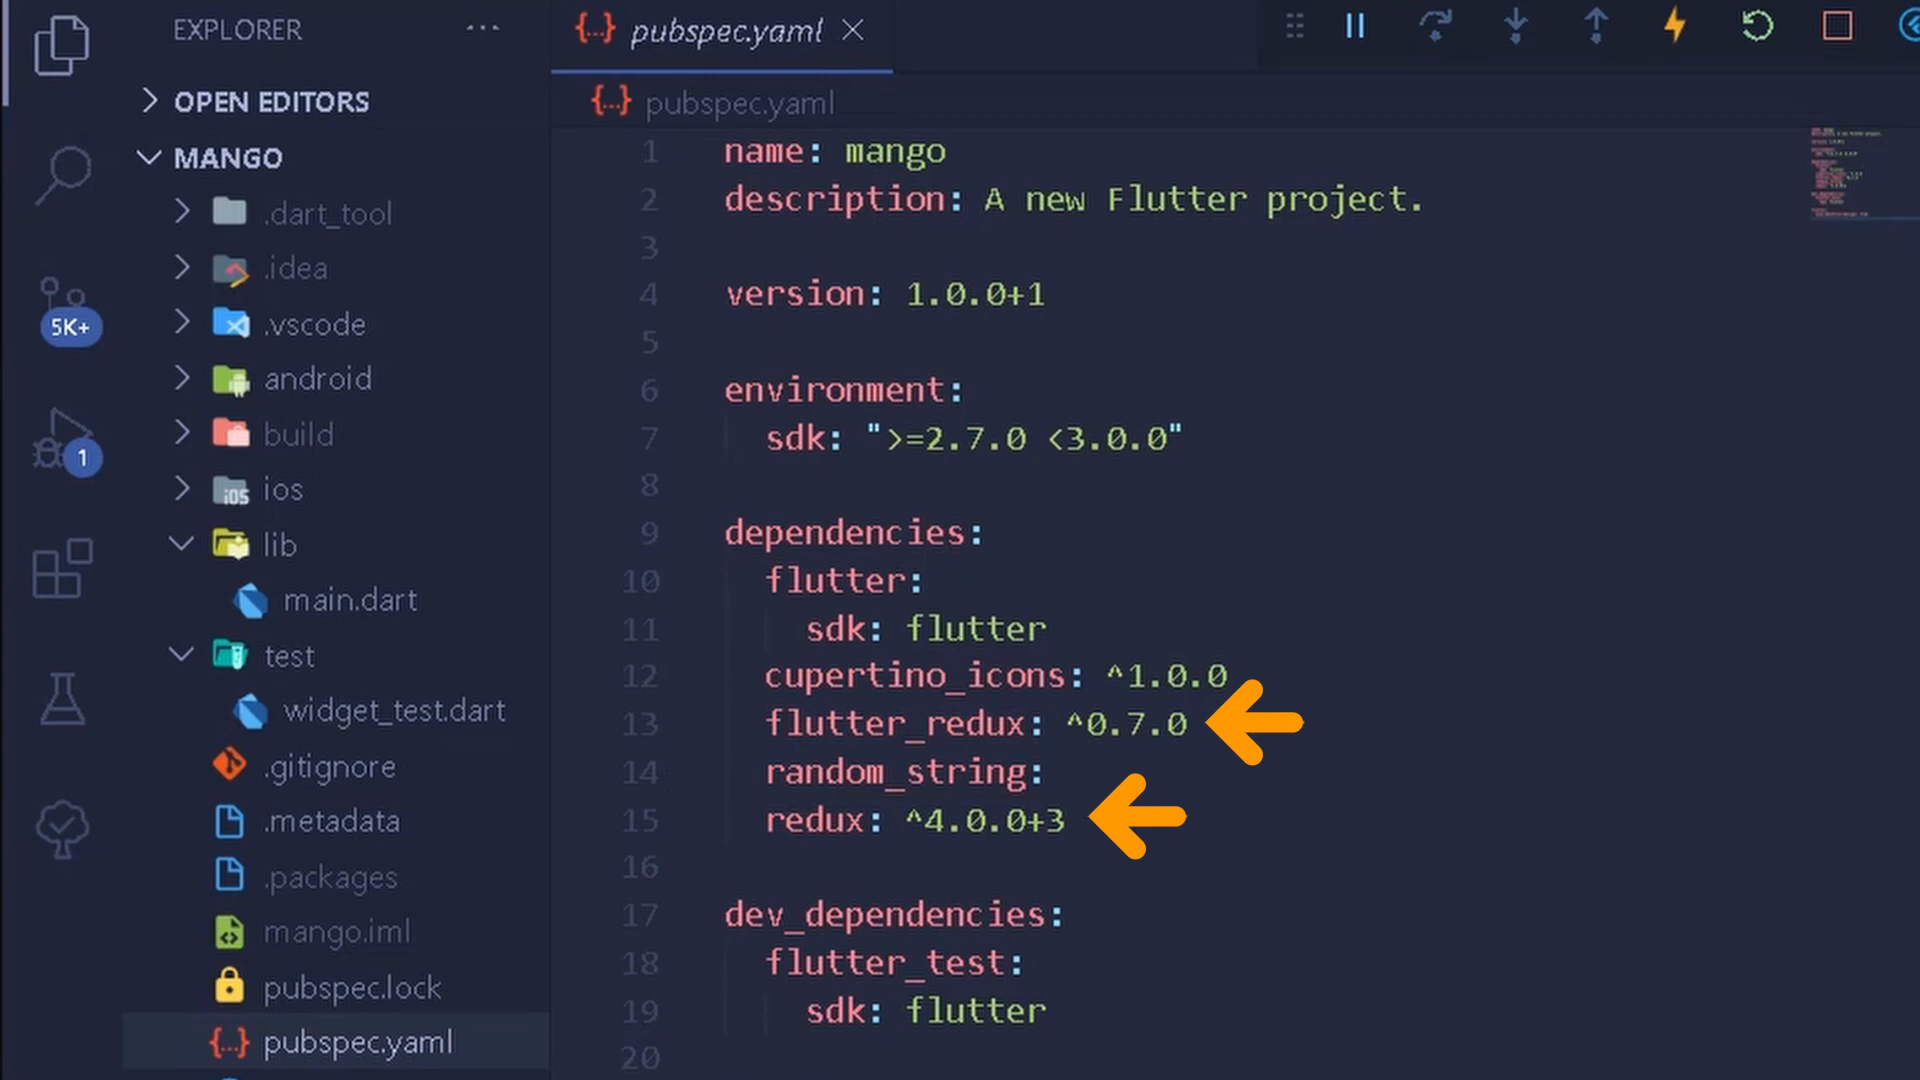 EXPLORER
OPEN EDITORS
MANGO
.dart_tool
.idea
.vscode
android
build
iOS
ios
lib
main.dart
test
widget_test.dart
.gitignore
.metadata
.packages
mango.iml
pubspec.lock
{...} pubspec.yaml
5K+
1
{...} pubspec.yaml
{...} pubspec.yaml
1 name: mango
2 description: A new Flutter project.
3
4 version: 1.0.0+1
5
6 environment:
7 sdk: ">=2.7.0 <3.0.0"
8
9 dependencies:
10 flutter:
11 sdk: flutter
12 cupertino_icons: ^1.0.0
13 flutter_redux: ^0.7.0
14 random_string:
15 redux: ^4.0.0+3
16
17 dev_dependencies:
18 flutter_test:
19 sdk: flutter
20